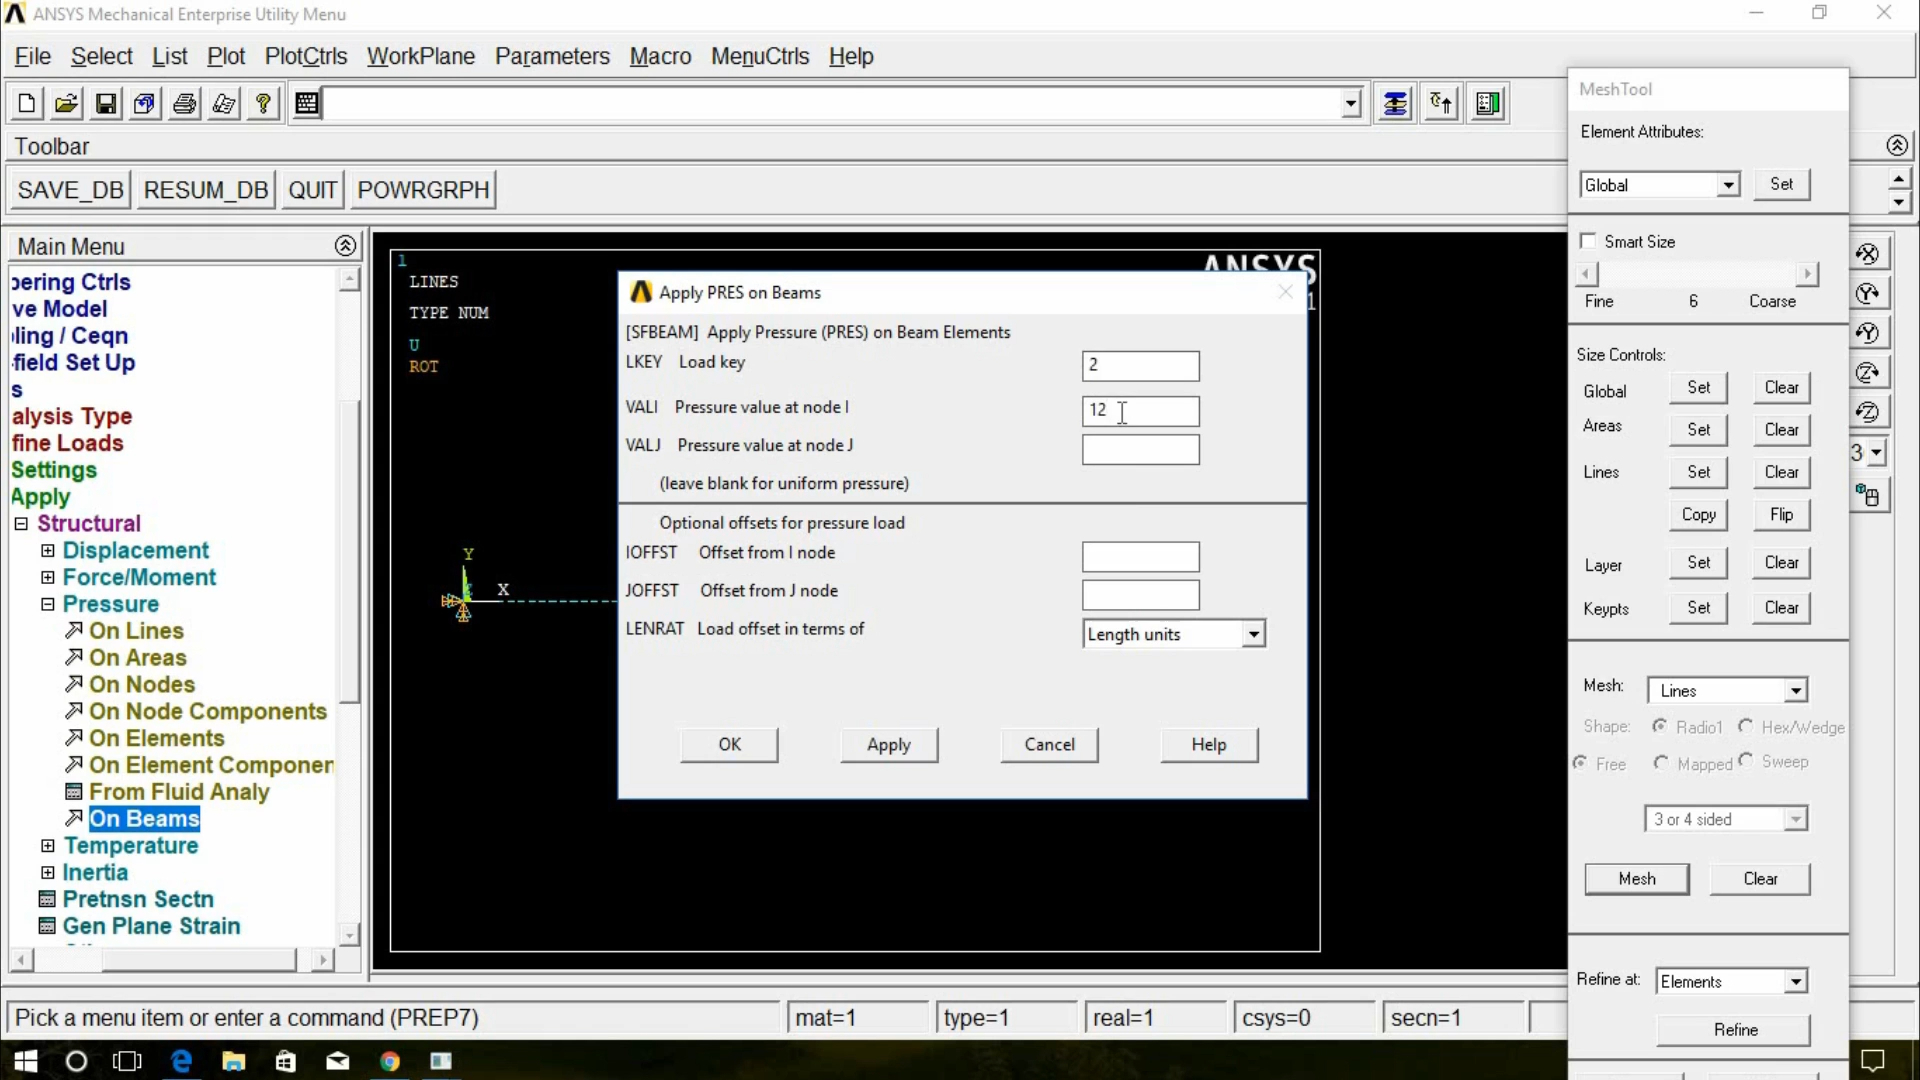 ANSYS Mechanical Enterprise Utility Menu
File Select List Plot PlotCtrls WorkPlane Parameters Macro MenuCtrls Help
Toolbar
SAVE_DB RESUM_DB QUIT POWRGRPH
Main Menu
bering Ctrls
ve Model
ling / Ceqn
-field Set Up
s
alysis Type
fine Loads
Settings
Apply
Structural
Displacement
Force/Moment
Pressure
On Lines
On Areas
On Nodes
On Node Components
On Elements
On Element Componen
From Fluid Analy
On Beams
Temperature
Inertia
Pretnsn Sectn
Gen Plane Strain
1
LINES
TYPE NUM
U
ROT
ANSYS
1
Y
X
Apply PRES on Beams
[SFBEAM] Apply Pressure (PRES) on Beam Elements
LKEY Load key 2
VALI Pressure value at node I 12
VALJ Pressure value at node J
(leave blank for uniform pressure)
Optional offsets for pressure load
IOFFST Offset from I node
JOFFST Offset from J node
LENRAT Load offset in terms of Length units
OK Apply Cancel Help
MeshTool
Element Attributes:
Global Set
Smart Size
Fine 6 Coarse
Size Controls:
Global Set Clear
Areas Set Clear
Lines Set Clear
Copy Flip
Layer Set Clear
Keypts Set Clear
Mesh: Lines
Shape: Radio1 Hex/Wedge
Free Mapped Sweep
3 or 4 sided
Mesh Clear
Refine at: Elements
Refine
X
Y
Y
Z
Z
3
Pick a menu item or enter a command (PREP7) mat=1 type=1 real=1 csys=0 secn=1